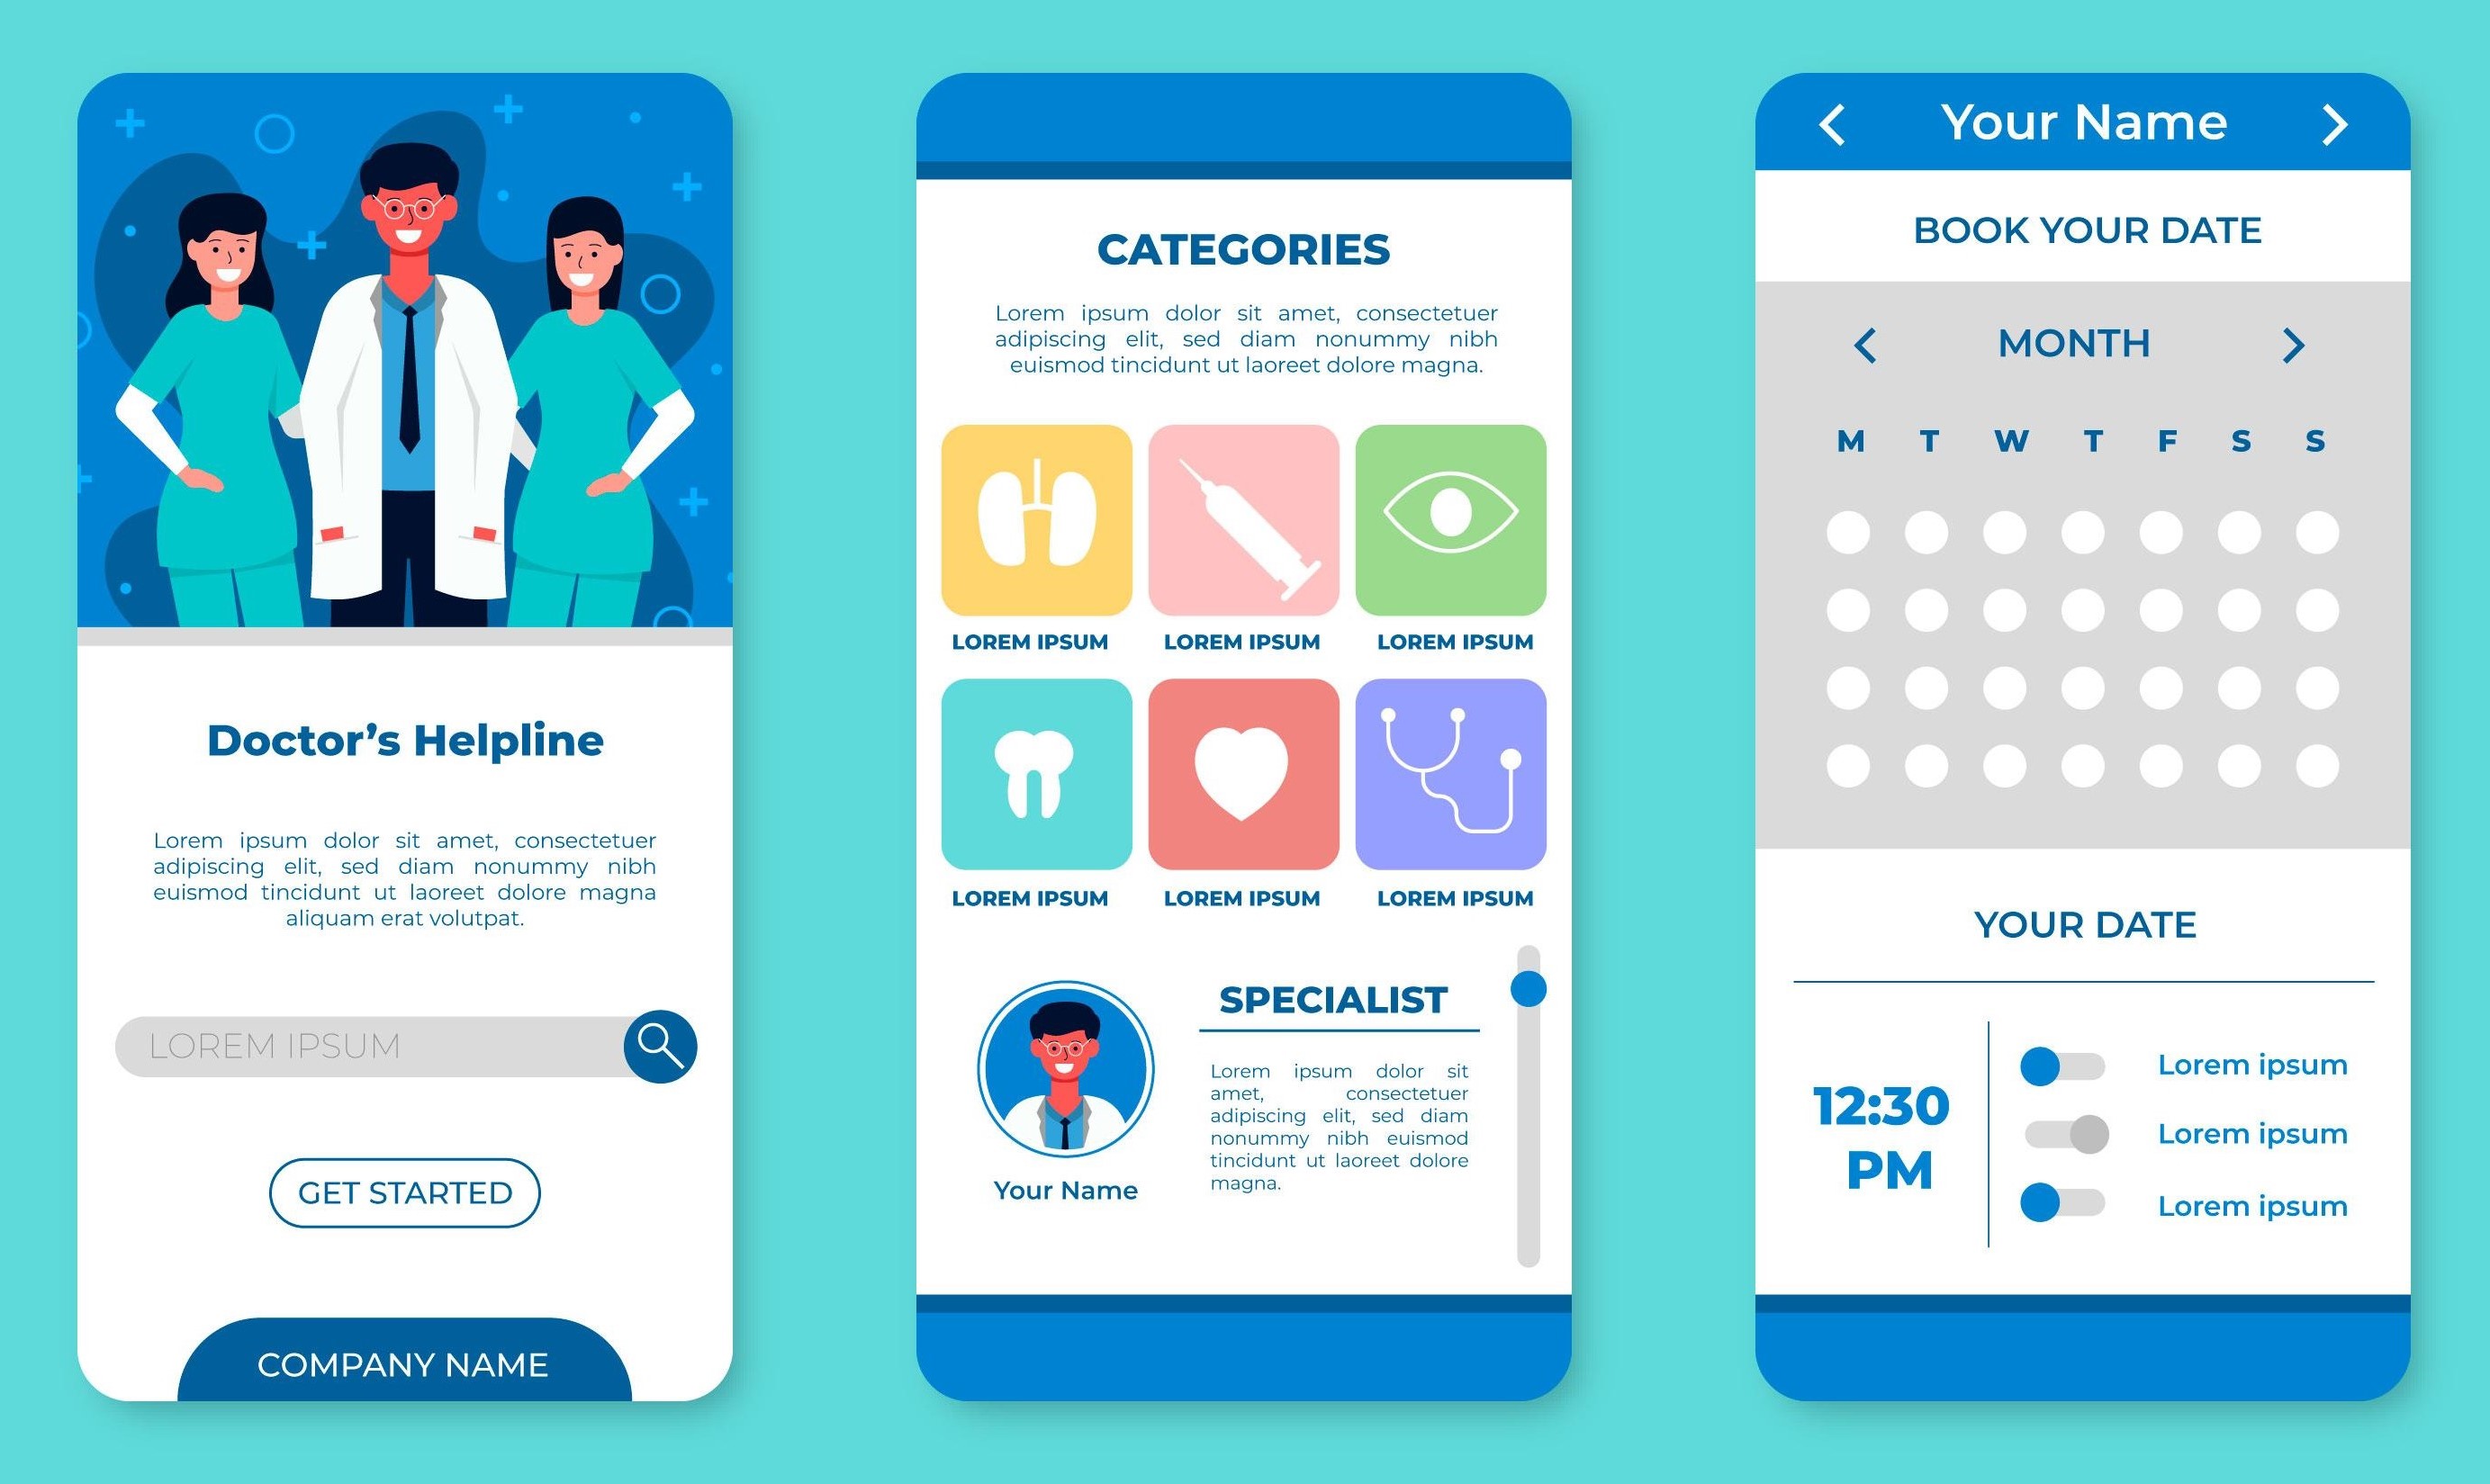 Doctor’s Helpline
Lorem ipsum dolor sit amet, consectetuer
adipiscing elit, sed diam nonummy nibh
euismod tincidunt ut laoreet dolore magna
aliquam erat volutpat.
LOREM IPSUM
GET STARTED
COMPANY NAME
CATEGORIES
Lorem ipsum dolor sit amet, consectetuer
adipiscing elit, sed diam nonummy nibh
euismod tincidunt ut laoreet dolore magna.
LOREM IPSUM LOREM IPSUM LOREM IPSUM
LOREM IPSUM LOREM IPSUM LOREM IPSUM
Your Name
SPECIALIST
Lorem ipsum dolor sit
amet, consectetuer
adipiscing elit, sed diam
nonummy nibh euismod
tincidunt ut laoreet dolore
magna.
Your Name
BOOK YOUR DATE
MONTH
M T W T F S S
YOUR DATE
12:30
PM
Lorem ipsum
Lorem ipsum
Lorem ipsum